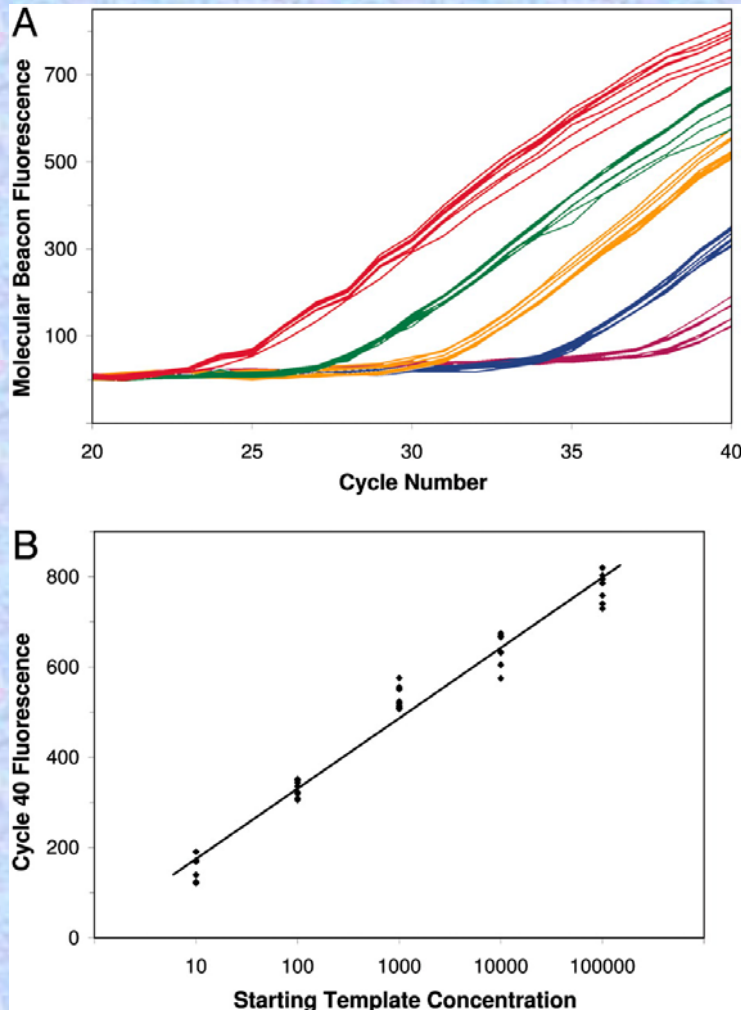 A
Molecular Beacon Fluorescence
700
500
300
100
20 25 30 35 40
Cycle Number
B
Cycle 40 Fluorescence
800
600
400
200
0
10 100 1000 10000 100000
Starting Template Concentration